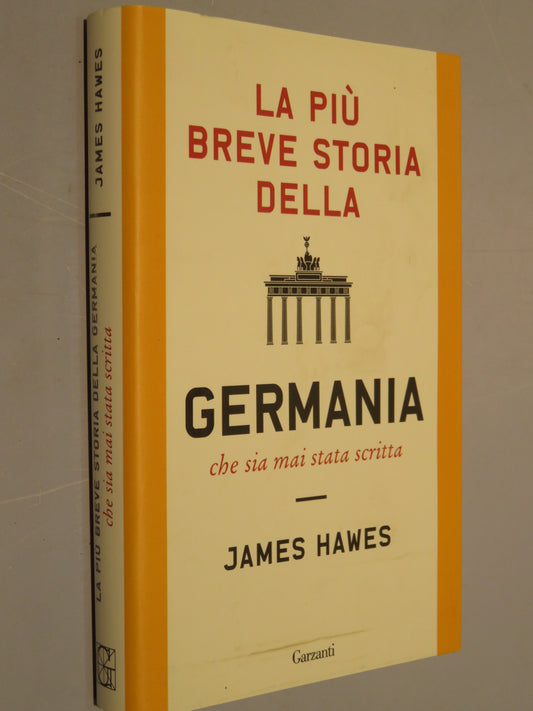 LA PIÙ
BREVE STORIA
DELLA
GERMANIA
che sia mai stata scritta
JAMES HAWES
Garzanti
JAMES HAWES
LA PIÙ BREVE STORIA DELLA GERMANIA
che sia mai stata scritta